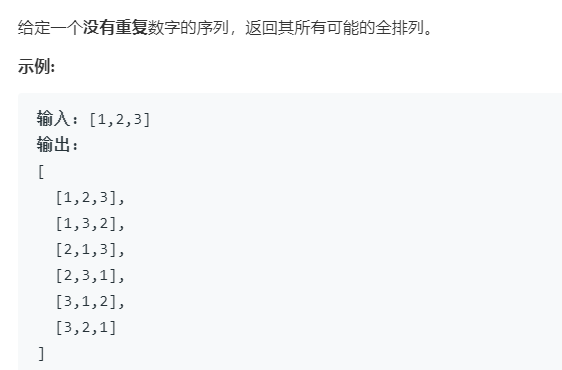 给定一个没有重复数字的序列，返回其所有可能的全排列。
示例:
输入: [1,2,3]
输出:
[
  [1,2,3],
  [1,3,2],
  [2,1,3],
  [2,3,1],
  [3,1,2],
  [3,2,1]
]